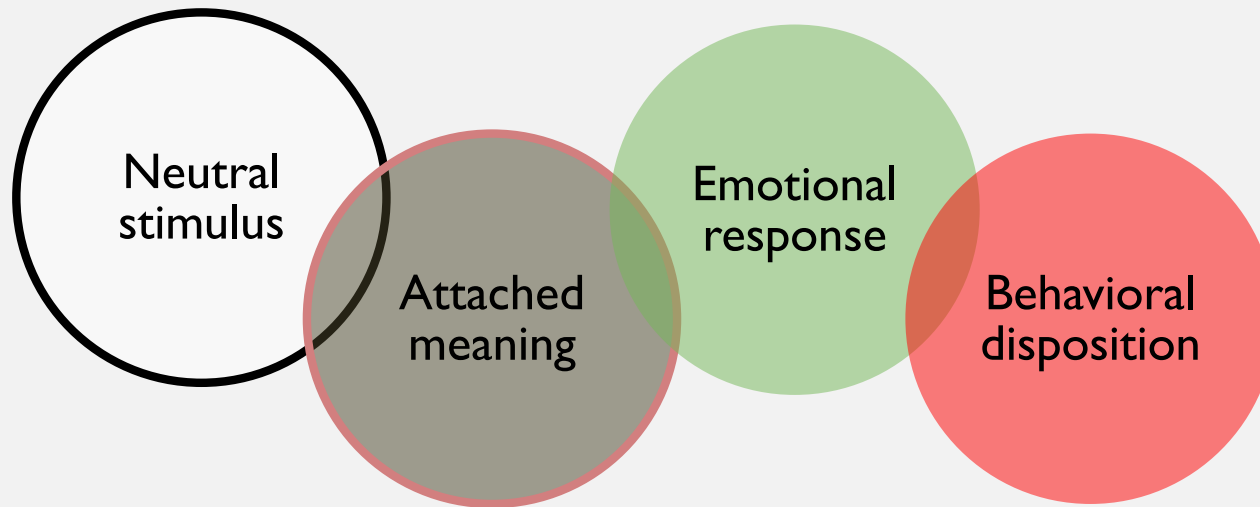 Neutral
stimulus
Attached
meaning
Emotional
response
Behavioral
disposition